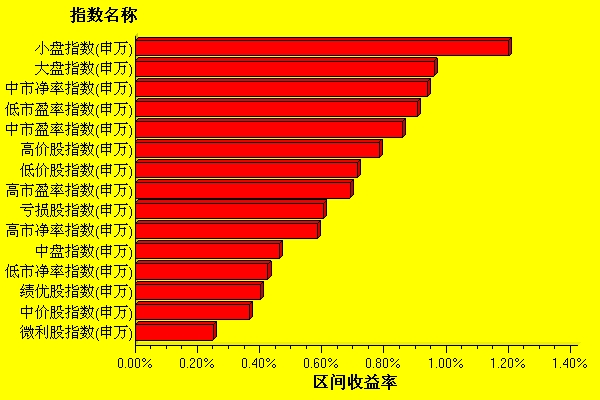 指数名称
小盘指数(申万)
大盘指数(申万)
中市净率指数(申万)
低市盈率指数(申万)
中市盈率指数(申万)
高价股指数(申万)
低价股指数(申万)
高市盈率指数(申万)
亏损股指数(申万)
高市净率指数(申万)
中盘指数(申万)
低市净率指数(申万)
绩优股指数(申万)
中价股指数(申万)
微利股指数(申万)
0.00% 0.20% 0.40% 0.60% 0.80% 1.00% 1.20% 1.40%
区间收益率